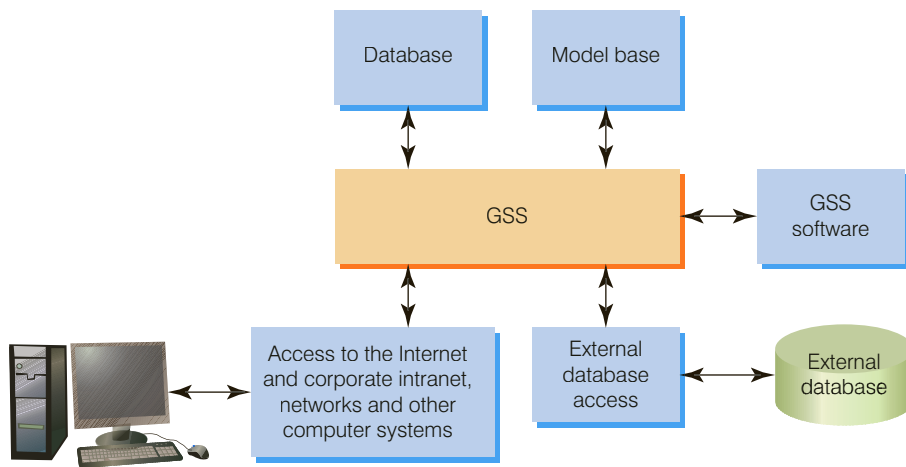 Database
Model base
GSS
GSS
software
Access to the Internet
and corporate intranet,
networks and other
computer systems
External
database
access
External
database